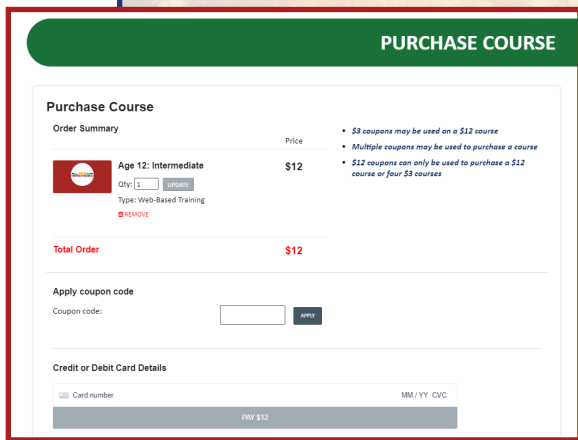 PURCHASE COURSE
Purchase Course
Order Summary
Price
Age 12: Intermediate
$12
Qty: 1 UPDATE
Type: Web-Based Training
REMOVE
Total Order
$12
• $3 coupons may be used on a $12 course
• Multiple coupons may be used to purchase a course
• $12 coupons can only be used to purchase a $12
course or four $3 courses
Apply coupon code
Coupon code:
APPLY
Credit or Debit Card Details
Card number
MM / YY CVC
PAY $12